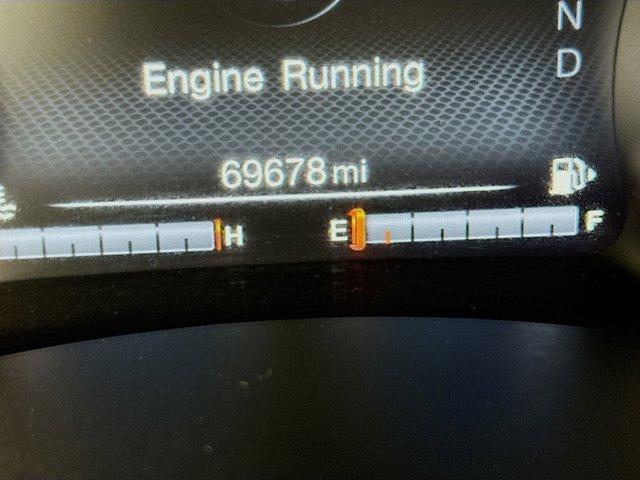 N
Engine Running
D
69678 mi
H E F